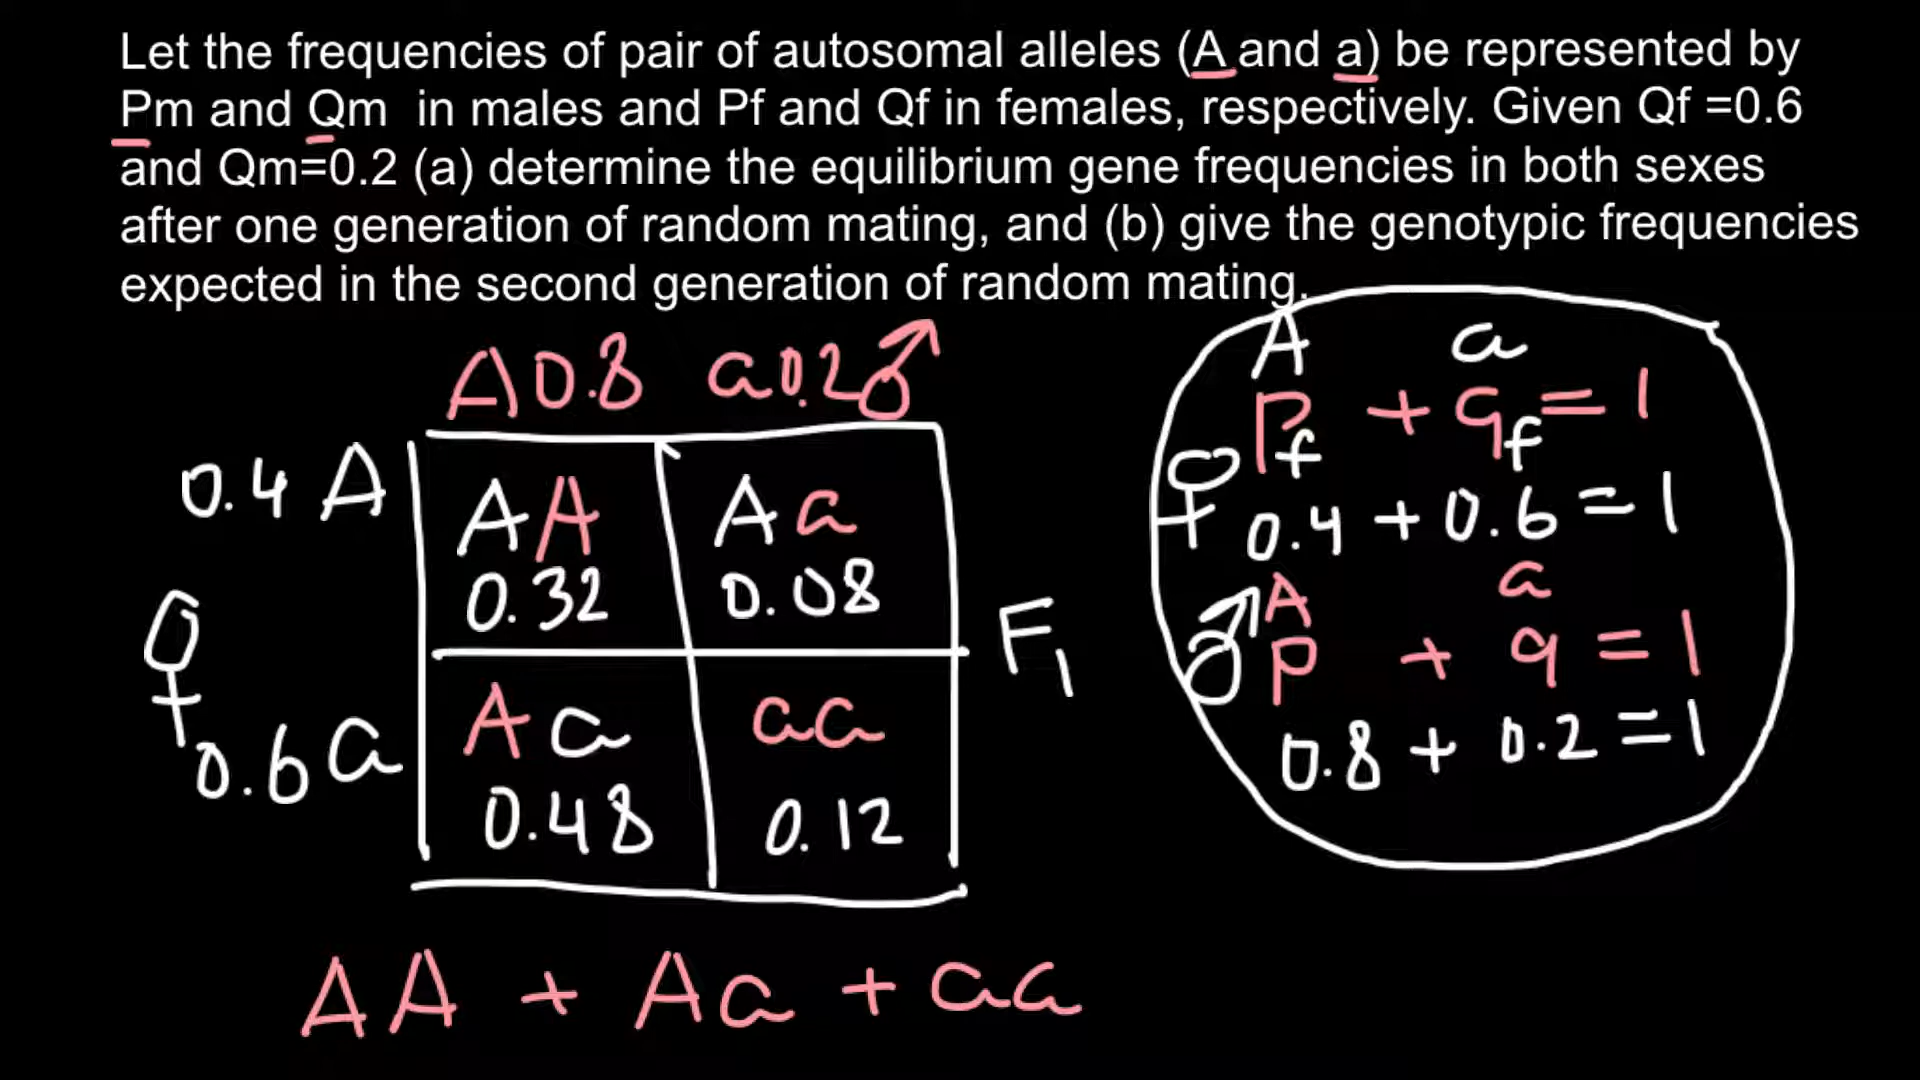 Let the frequencies of pair of autosomal alleles (A and a) be represented by
Pm and Qm in males and Pf and Qf in females, respectively. Given Qf =0.6
and Qm=0.2 (a) determine the equilibrium gene frequencies in both sexes
after one generation of random mating, and (b) give the genotypic frequencies
expected in the second generation of random mating.
A 0.8 a 0.2 ♂
0.4 A
AA Aa
0.32 0.08
♀
F1
0.6 a
Aa aa
0.48 0.12
AA + Aa + aa
A a
Pf + qf = 1
♀ 0.4 + 0.6 = 1
A a
♂ P + q = 1
0.8 + 0.2 = 1